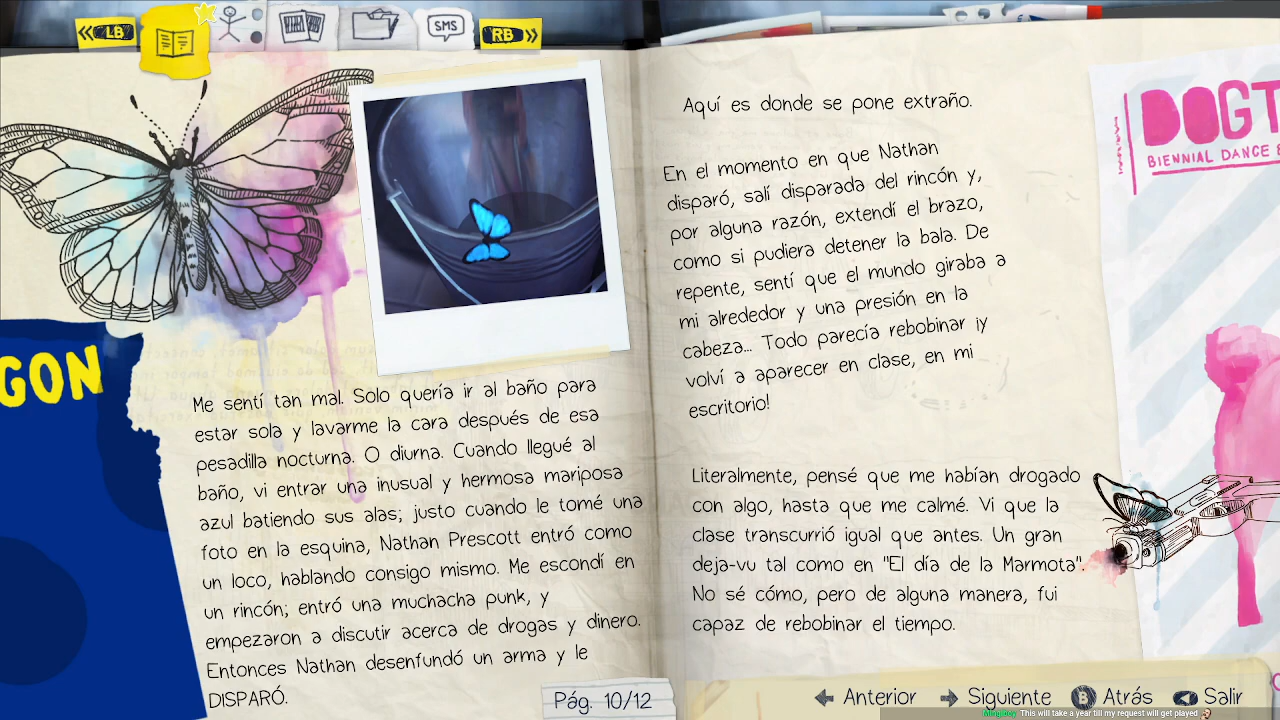 LB
SMS
RB
GON
Me sentí tan mal. Solo quería ir al baño para
estar sola y lavarme la cara después de esa
pesadilla nocturna. O diurna. Cuando llegué al
baño, vi entrar una inusual y hermosa mariposa
azul batiendo sus alas; justo cuando le tomé una
foto en la esquina, Nathan Prescott entró como
un loco, hablando consigo mismo. Me escondí en
un rincón; entró una muchacha punk, y
empezaron a discutir acerca de drogas y dinero.
Entonces Nathan desenfundó un arma y le
DISPARÓ.
Aquí es donde se pone extraño.
En el momento en que Nathan
disparó, salí disparada del rincón y,
por alguna razón, extendí el brazo,
como si pudiera detener la bala. De
repente, sentí que el mundo giraba a
mi alrededor y una presión en la
cabeza... Todo parecía rebobinar ¡y
volví a aparecer en clase, en mi
escritorio!
Literalmente, pensé que me habían drogado
con algo, hasta que me calmé. Vi que la
clase transcurrió igual que antes. Un gran
deja-vu tal como en "El día de la Marmota".
No sé cómo, pero de alguna manera, fui
capaz de rebobinar el tiempo.
DOGT
BIENNIAL DANCE &
Pág. 10/12
Anterior Siguiente B Atrás Salir
This will take a year till my request will get played